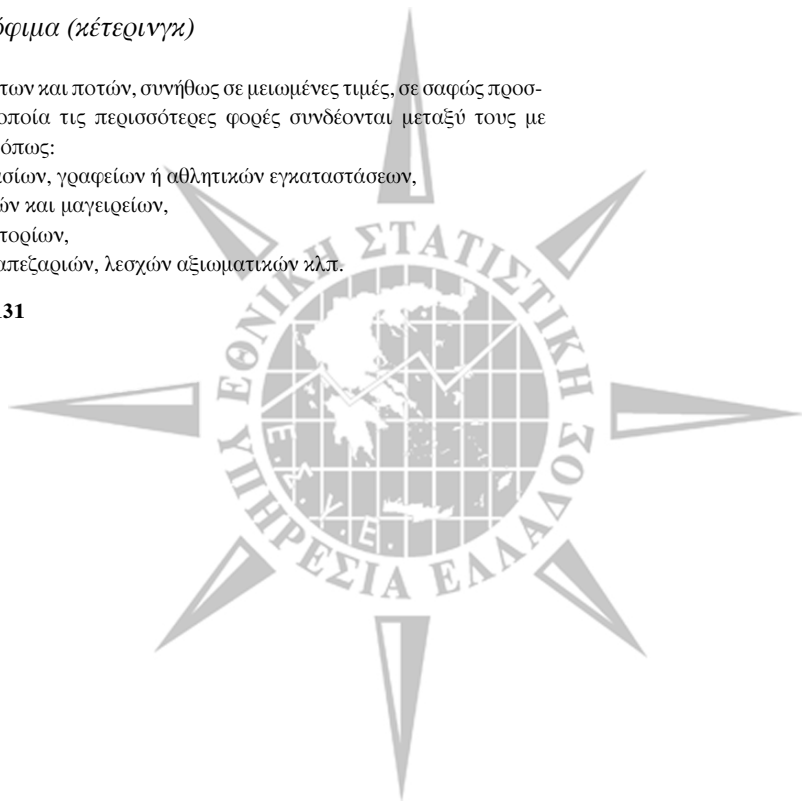 όφιμα (κέτερινγκ)
των και ποτών, συνήθως σε μειωμένες τιμές, σε σαφώς προσ-
οποία τις περισσότερες φορές συνδέονται μεταξύ τους με
όπως:
σίων, γραφείων ή αθλητικών εγκαταστάσεων,
ών και μαγειρείων,
τορίων,
απεζαριών, λεσχών αξιωματικών κλπ.
131
ΕΘΝΙΚΗ ΣΤΑΤΙΣΤΙΚΗ
ΥΠΗΡΕΣΙΑ ΕΛΛΑΔΟΣ
Ε.Σ.Υ.Ε.